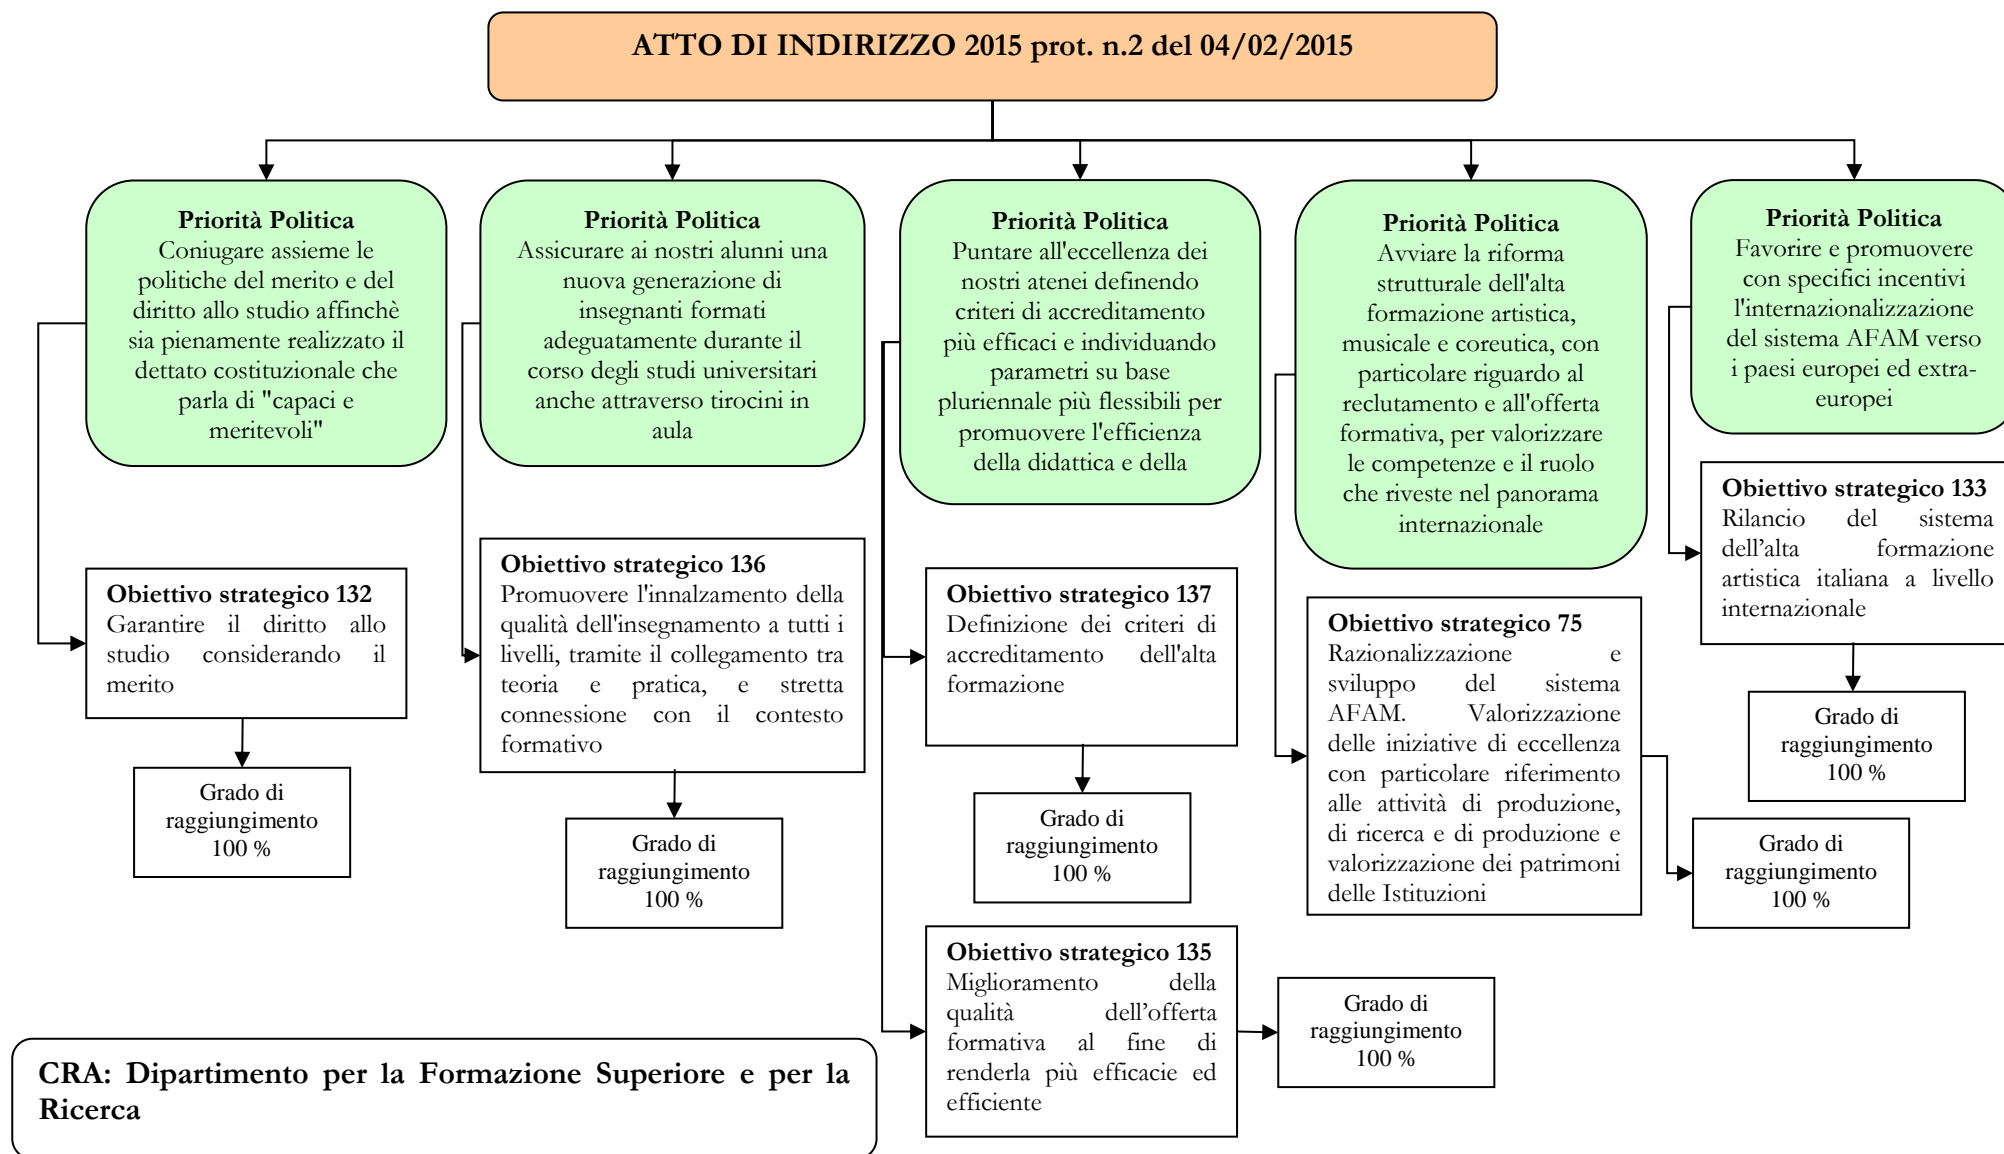 ATTO DI INDIRIZZO 2015 prot. n.2 del 04/02/2015
Priorità Politica
Coniugare assieme le
politiche del merito e del
diritto allo studio affinchè
sia pienamente realizzato il
dettato costituzionale che
parla di "capaci e
meritevoli"
Priorità Politica
Assicurare ai nostri alunni una
nuova generazione di
insegnanti formati
adeguatamente durante il
corso degli studi universitari
anche attraverso tirocini in
aula
Priorità Politica
Puntare all'eccellenza dei
nostri atenei definendo
criteri di accreditamento
più efficaci e individuando
parametri su base
pluriennale più flessibili per
promuovere l'efficienza
della didattica e della
Priorità Politica
Avviare la riforma
strutturale dell'alta
formazione artistica,
musicale e coreutica, con
particolare riguardo al
reclutamento e all'offerta
formativa, per valorizzare
le competenze e il ruolo
che riveste nel panorama
internazionale
Priorità Politica
Favorire e promuovere
con specifici incentivi
l'internazionalizzazione
del sistema AFAM verso
i paesi europei ed extra-
europei
Obiettivo strategico 132
Garantire il diritto allo
studio considerando il
merito
Grado di
raggiungimento
100 %
Obiettivo strategico 136
Promuovere l'innalzamento della
qualità dell'insegnamento a tutti i
livelli, tramite il collegamento tra
teoria e pratica, e stretta
connessione con il contesto
formativo
Grado di
raggiungimento
100 %
Obiettivo strategico 137
Definizione dei criteri di
accreditamento dell'alta
formazione
Grado di
raggiungimento
100 %
Obiettivo strategico 135
Miglioramento della
qualità dell'offerta
formativa al fine di
renderla più efficacie ed
efficiente
Grado di
raggiungimento
100 %
Obiettivo strategico 75
Razionalizzazione e
sviluppo del sistema
AFAM. Valorizzazione
delle iniziative di eccellenza
con particolare riferimento
alle attività di produzione,
di ricerca e di produzione e
valorizzazione dei patrimoni
delle Istituzioni
Grado di
raggiungimento
100 %
Obiettivo strategico 133
Rilancio del sistema
dell'alta formazione
artistica italiana a livello
internazionale
Grado di
raggiungimento
100 %
CRA: Dipartimento per la Formazione Superiore e per la
Ricerca